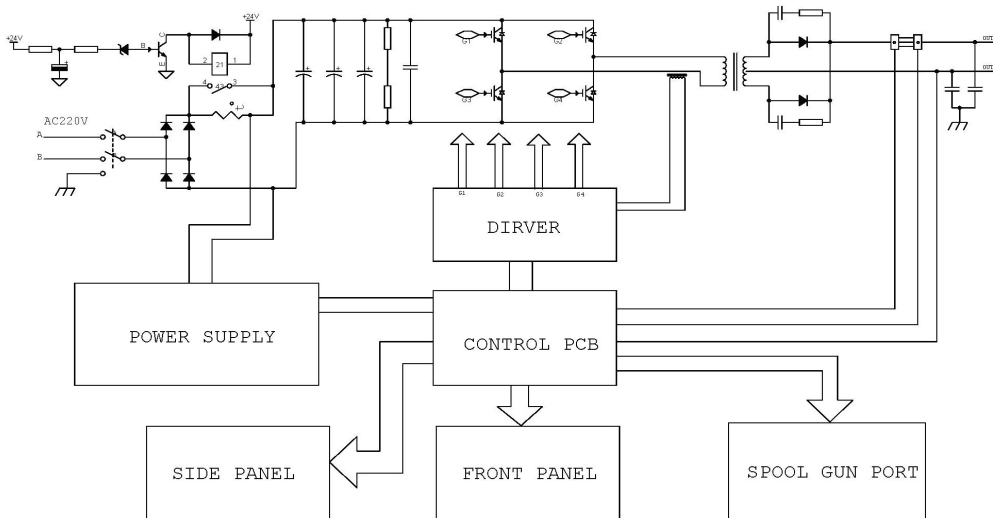 +24V
+24V
B
C
E
2
21
1
4
43
3
t°
AC220V
A
B
G1
G2
G3
G4
OUT
OUT
G1
G2
G3
G4
DIRVER
POWER SUPPLY
CONTROL PCB
SIDE PANEL
FRONT PANEL
SPOOL GUN PORT